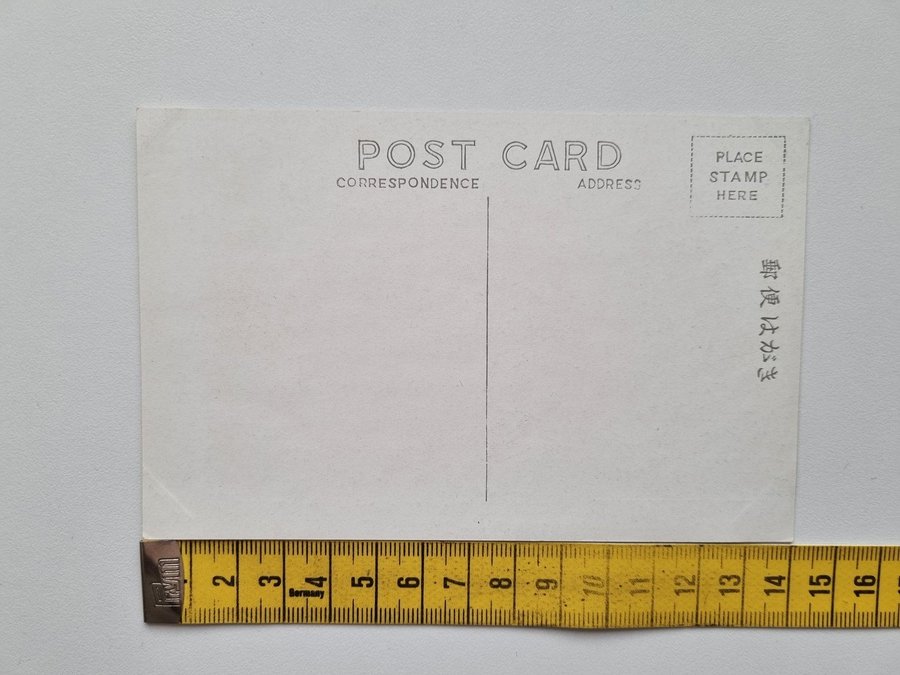 POST CARD
CORRESPONDENCE
ADDRESS
PLACE
STAMP
HERE
郵便はがき
2 3 4 5 6 7 8 9 10 11 12 13 14 15 16
Germany